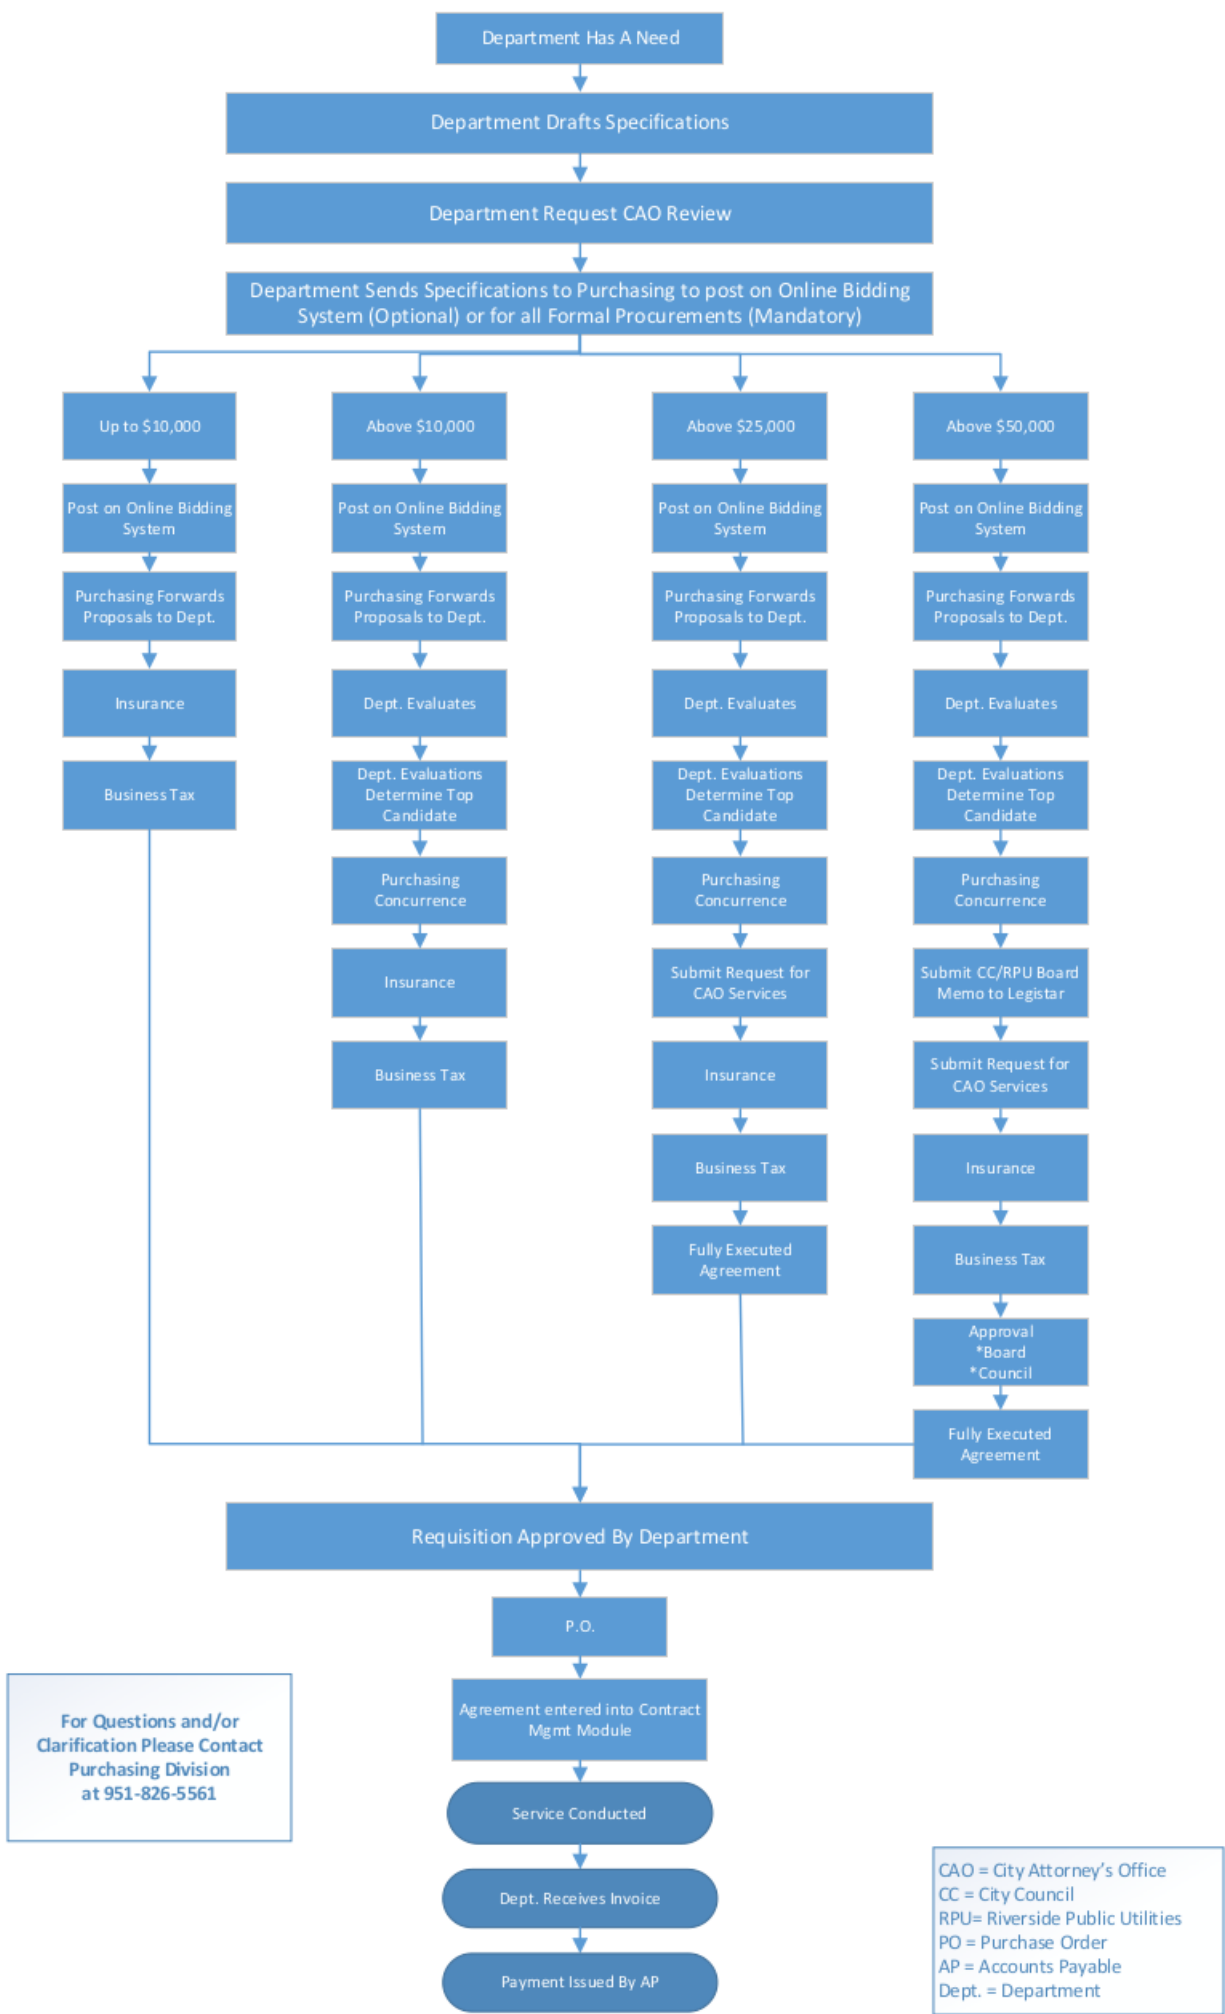 Department Has A Need
Department Drafts Specifications
Department Request CAO Review
Department Sends Specifications to Purchasing to post on Online Bidding
System (Optional) or for all Formal Procurements (Mandatory)
Up to $10,000
Post on Online Bidding
System
Purchasing Forwards
Proposals to Dept.
Insurance
Business Tax
Above $10,000
Post on Online Bidding
System
Purchasing Forwards
Proposals to Dept.
Dept. Evaluates
Dept. Evaluations
Determine Top
Candidate
Purchasing
Concurrence
Insurance
Business Tax
Above $25,000
Post on Online Bidding
System
Purchasing Forwards
Proposals to Dept.
Dept. Evaluates
Dept. Evaluations
Determine Top
Candidate
Purchasing
Concurrence
Submit Request for
CAO Services
Insurance
Business Tax
Fully Executed
Agreement
Above $50,000
Post on Online Bidding
System
Purchasing Forwards
Proposals to Dept.
Dept. Evaluates
Dept. Evaluations
Determine Top
Candidate
Purchasing
Concurrence
Submit CC/RPU Board
Memo to Legistar
Submit Request for
CAO Services
Insurance
Business Tax
Approval
*Board
*Council
Fully Executed
Agreement
Requisition Approved By Department
P.O.
Agreement entered into Contract
Mgmt Module
Service Conducted
Dept. Receives Invoice
Payment Issued By AP
For Questions and/or
Clarification Please Contact
Purchasing Division
at 951-826-5561
CAO = City Attorney's Office
CC = City Council
RPU= Riverside Public Utilities
PO = Purchase Order
AP = Accounts Payable
Dept. = Department